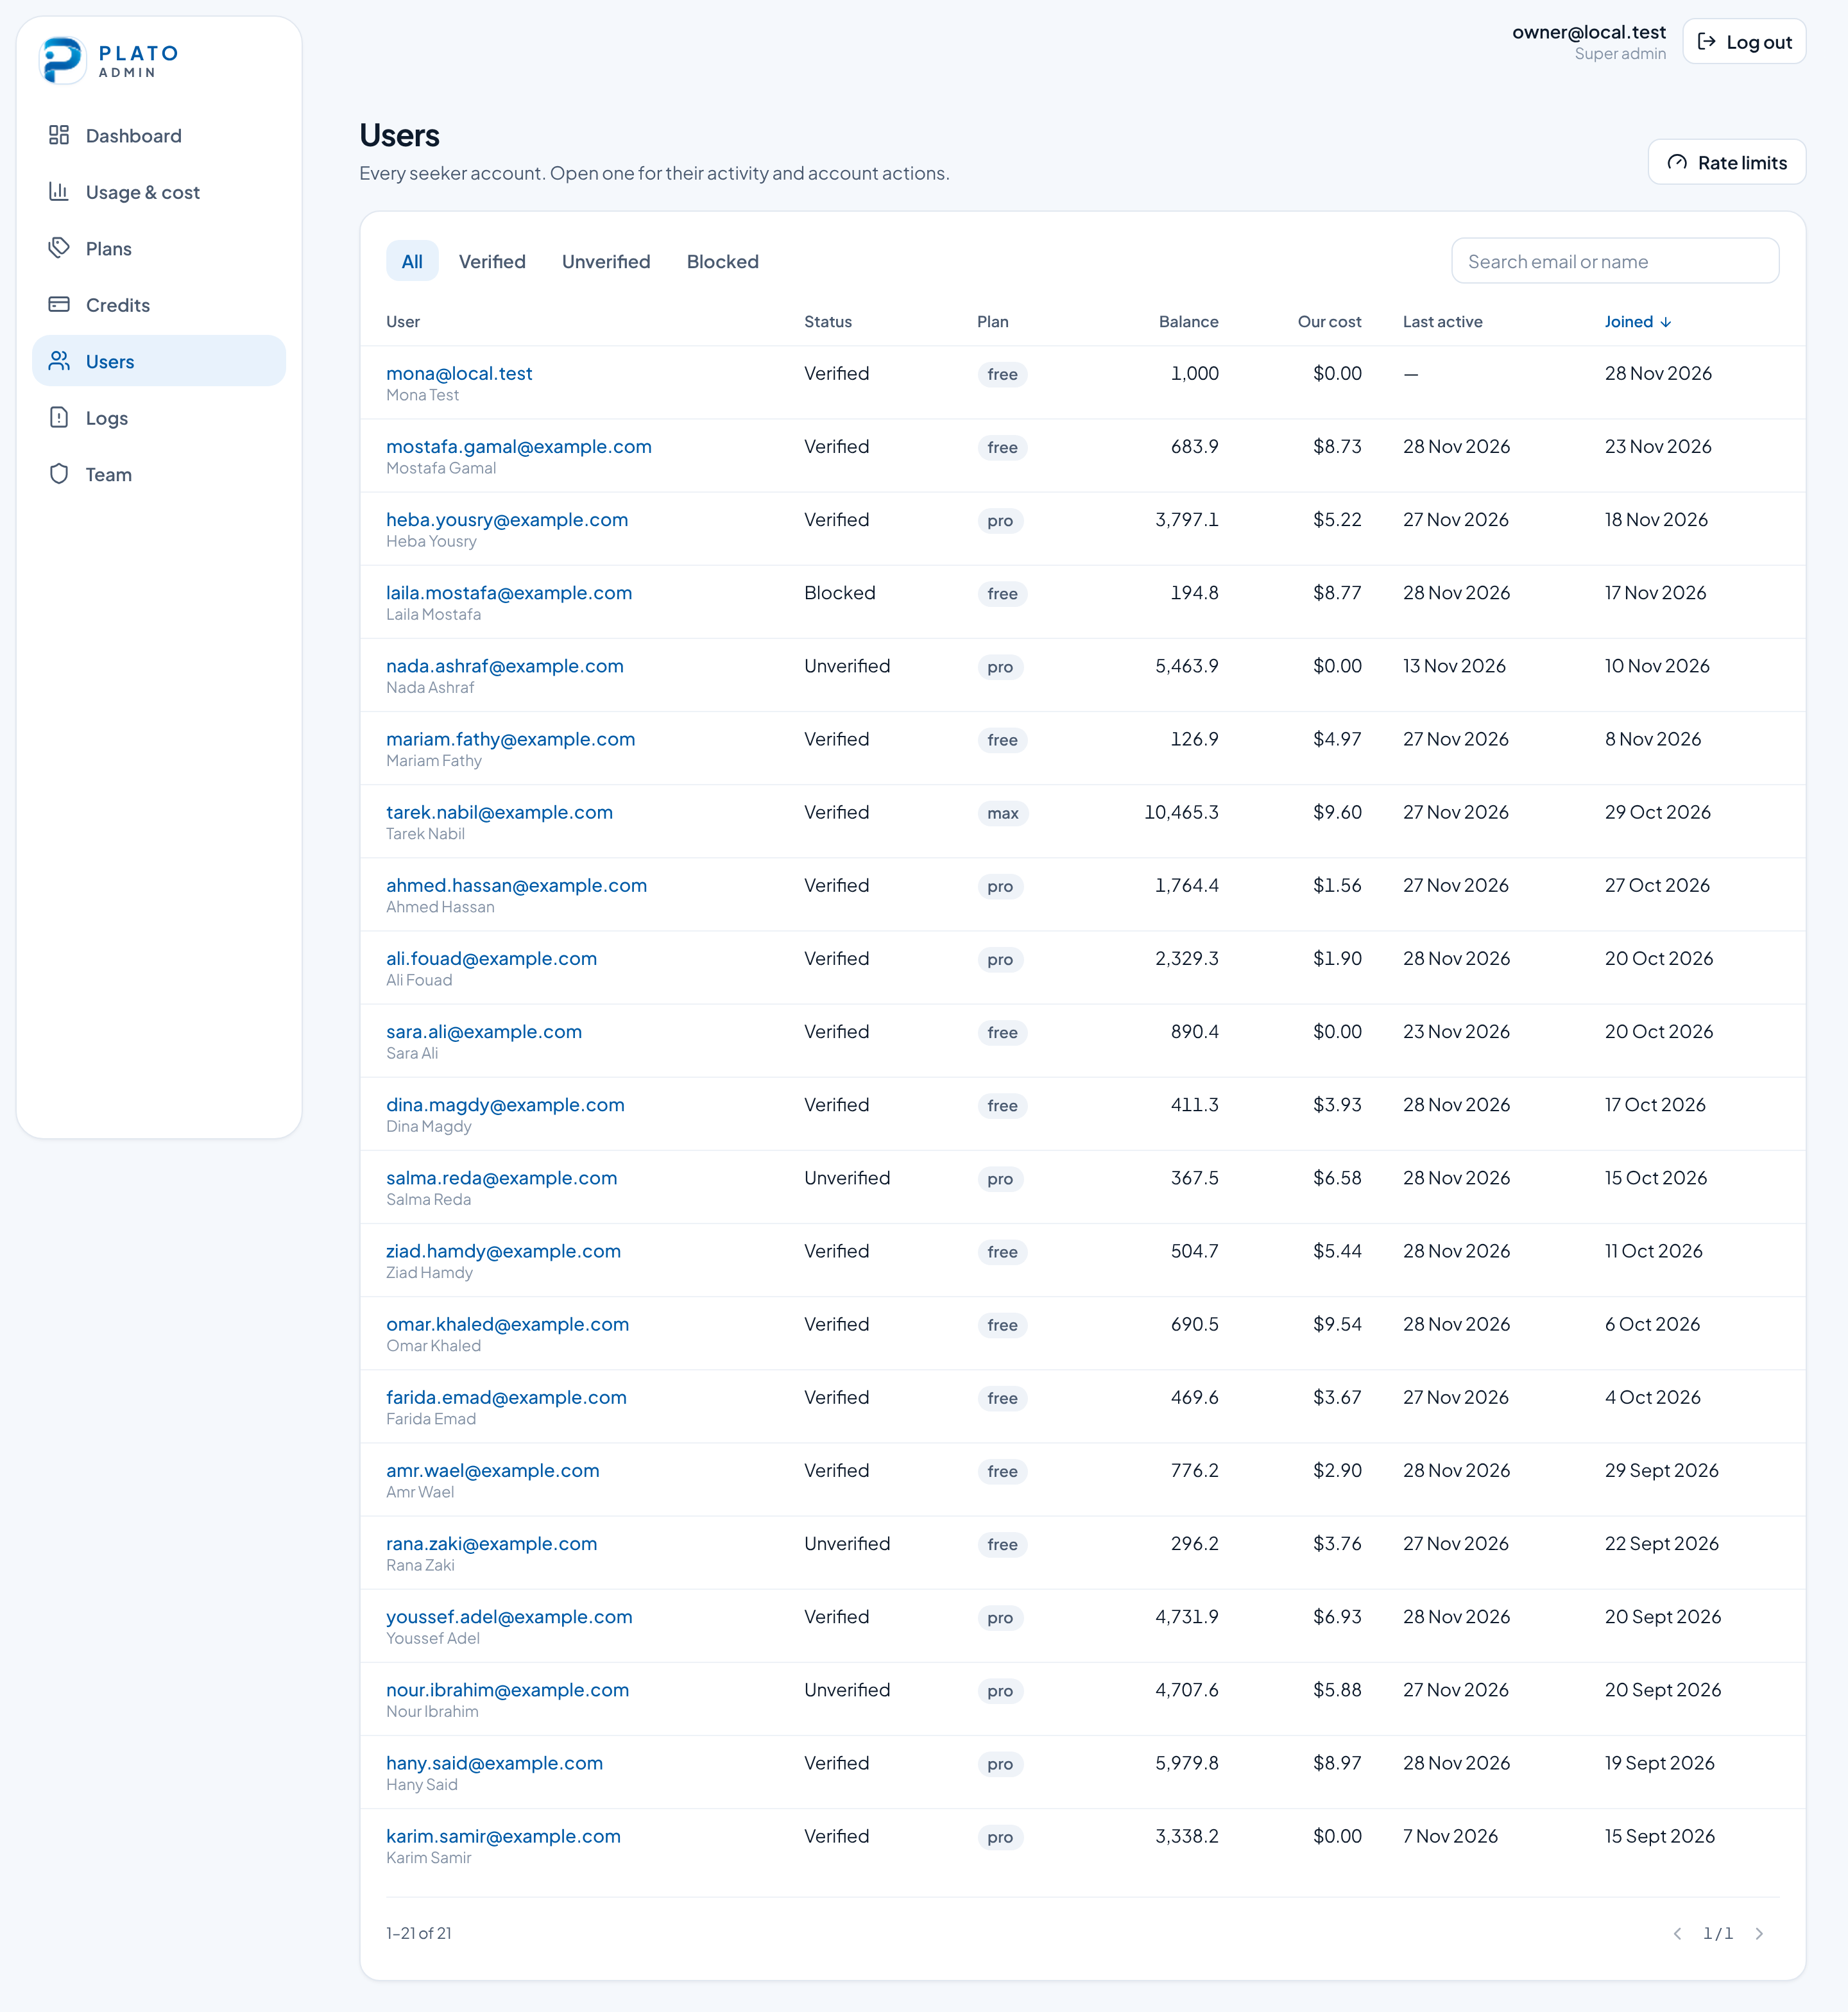 PLATO
ADMIN
Dashboard
Usage & cost
Plans
Credits
Users
Logs
Team
owner@local.test
Super admin
Log out
Users
Every seeker account. Open one for their activity and account actions.
Rate limits
All Verified Unverified Blocked
Search email or name
User Status Plan Balance Our cost Last active Joined ↓
mona@local.test Verified free 1,000 $0.00 — 28 Nov 2026
Mona Test
mostafa.gamal@example.com Verified free 683.9 $8.73 28 Nov 2026 23 Nov 2026
Mostafa Gamal
heba.yousry@example.com Verified pro 3,797.1 $5.22 27 Nov 2026 18 Nov 2026
Heba Yousry
laila.mostafa@example.com Blocked free 194.8 $8.77 28 Nov 2026 17 Nov 2026
Laila Mostafa
nada.ashraf@example.com Unverified pro 5,463.9 $0.00 13 Nov 2026 10 Nov 2026
Nada Ashraf
mariam.fathy@example.com Verified free 126.9 $4.97 27 Nov 2026 8 Nov 2026
Mariam Fathy
tarek.nabil@example.com Verified max 10,465.3 $9.60 27 Nov 2026 29 Oct 2026
Tarek Nabil
ahmed.hassan@example.com Verified pro 1,764.4 $1.56 27 Nov 2026 27 Oct 2026
Ahmed Hassan
ali.fouad@example.com Verified pro 2,329.3 $1.90 28 Nov 2026 20 Oct 2026
Ali Fouad
sara.ali@example.com Verified free 890.4 $0.00 23 Nov 2026 20 Oct 2026
Sara Ali
dina.magdy@example.com Verified free 411.3 $3.93 28 Nov 2026 17 Oct 2026
Dina Magdy
salma.reda@example.com Unverified pro 367.5 $6.58 28 Nov 2026 15 Oct 2026
Salma Reda
ziad.hamdy@example.com Verified free 504.7 $5.44 28 Nov 2026 11 Oct 2026
Ziad Hamdy
omar.khaled@example.com Verified free 690.5 $9.54 28 Nov 2026 6 Oct 2026
Omar Khaled
farida.emad@example.com Verified free 469.6 $3.67 27 Nov 2026 4 Oct 2026
Farida Emad
amr.wael@example.com Verified free 776.2 $2.90 28 Nov 2026 29 Sept 2026
Amr Wael
rana.zaki@example.com Unverified free 296.2 $3.76 27 Nov 2026 22 Sept 2026
Rana Zaki
youssef.adel@example.com Verified pro 4,731.9 $6.93 28 Nov 2026 20 Sept 2026
Youssef Adel
nour.ibrahim@example.com Unverified pro 4,707.6 $5.88 27 Nov 2026 20 Sept 2026
Nour Ibrahim
hany.said@example.com Verified pro 5,979.8 $8.97 28 Nov 2026 19 Sept 2026
Hany Said
karim.samir@example.com Verified pro 3,338.2 $0.00 7 Nov 2026 15 Sept 2026
Karim Samir
1–21 of 21
1 / 1